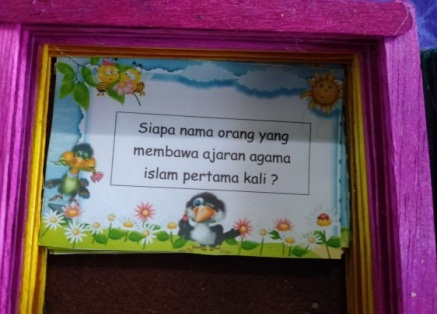 Siapa nama orang yang
membawa ajaran agama
islam pertama kali ?